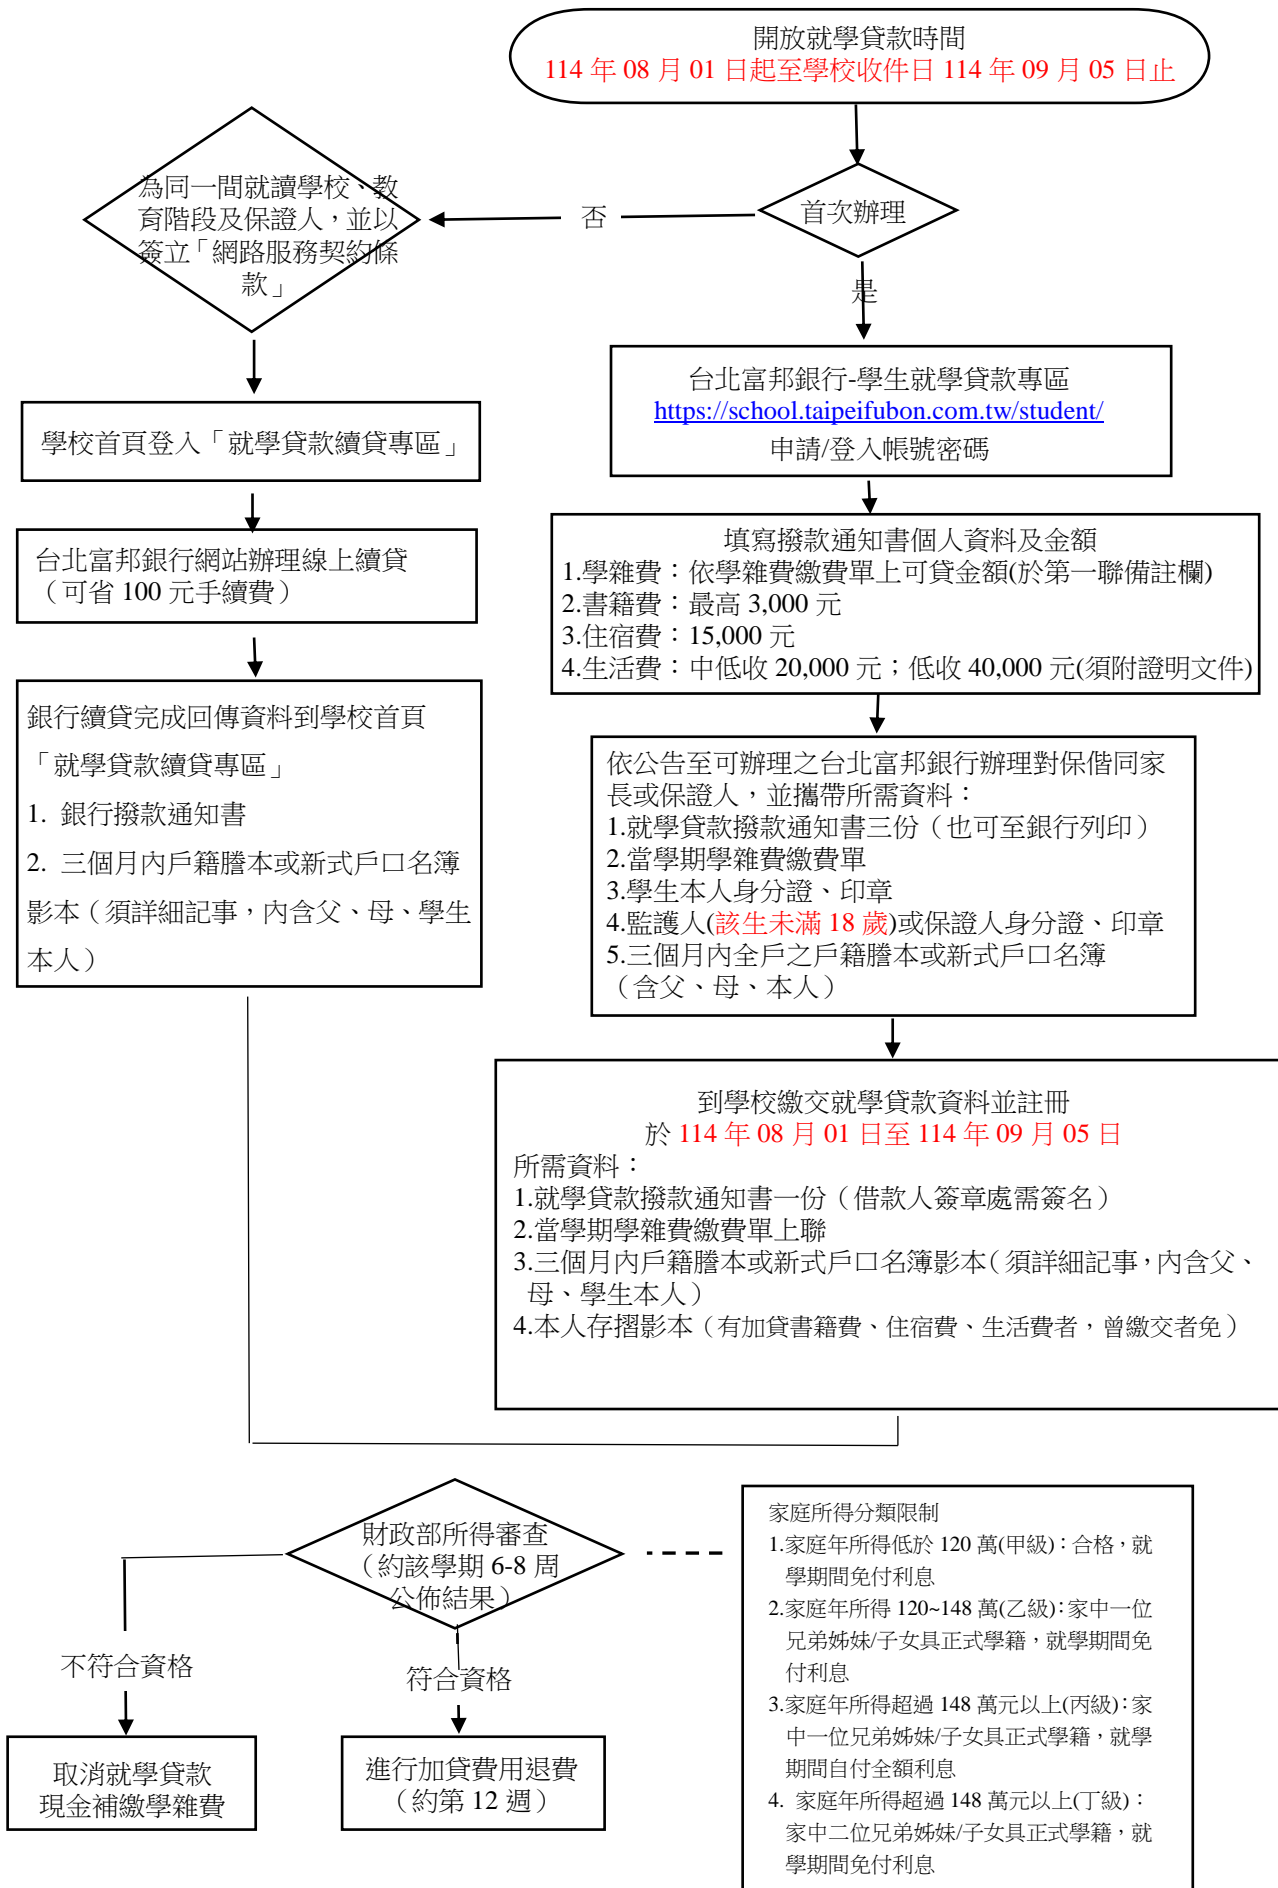 開放就學貸款時間
114 年 08 月 01 日起至學校收件日 114 年 09 月 05 日止
首次辦理
否
是
為同一間就讀學校、教
育階段及保證人，並以
簽立「網路服務契約條
款」
學校首頁登入「就學貸款續貸專區」
台北富邦銀行網站辦理線上續貸
（可省 100 元手續費）
銀行續貸完成回傳資料到學校首頁
「就學貸款續貸專區」
1. 銀行撥款通知書
2. 三個月內戶籍謄本或新式戶口名簿
影本（須詳細記事，內含父、母、學生
本人）
台北富邦銀行-學生就學貸款專區
https://school.taipeifubon.com.tw/student/
申請/登入帳號密碼
填寫撥款通知書個人資料及金額
1.學雜費：依學雜費繳費單上可貸金額(於第一聯備註欄)
2.書籍費：最高 3,000 元
3.住宿費：15,000 元
4.生活費：中低收 20,000 元；低收 40,000 元(須附證明文件)
依公告至可辦理之台北富邦銀行辦理對保偕同家
長或保證人，並攜帶所需資料：
1.就學貸款撥款通知書三份（也可至銀行列印）
2.當學期學雜費繳費單
3.學生本人身分證、印章
4.監護人(該生未滿 18 歲)或保證人身分證、印章
5.三個月內全戶之戶籍謄本或新式戶口名簿
（含父、母、本人）
到學校繳交就學貸款資料並註冊
於 114 年 08 月 01 日至 114 年 09 月 05 日
所需資料：
1.就學貸款撥款通知書一份（借款人簽章處需簽名）
2.當學期學雜費繳費單上聯
3.三個月內戶籍謄本或新式戶口名簿影本（須詳細記事，內含父、
母、學生本人）
4.本人存摺影本（有加貸書籍費、住宿費、生活費者，曾繳交者免）
財政部所得審查
（約該學期 6-8 周
公佈結果）
不符合資格
符合資格
取消就學貸款
現金補繳學雜費
進行加貸費用退費
（約第 12 週）
家庭所得分類限制
1.家庭年所得低於 120 萬(甲級)：合格，就
學期間免付利息
2.家庭年所得 120~148 萬(乙級)：家中一位
兄弟姊妹/子女具正式學籍，就學期間免
付利息
3.家庭年所得超過 148 萬元以上(丙級)：家
中一位兄弟姊妹/子女具正式學籍，就學
期間自付全額利息
4. 家庭年所得超過 148 萬元以上(丁級)：
家中二位兄弟姊妹/子女具正式學籍，就
學期間免付利息